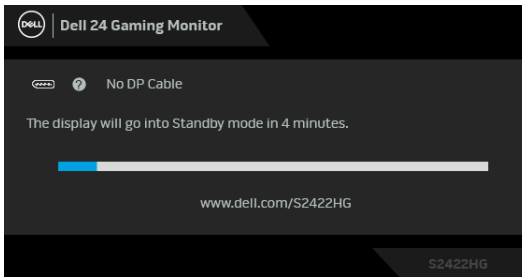 DELL
Dell 24 Gaming Monitor
? No DP Cable
The display will go into Standby mode in 4 minutes.
www.dell.com/S2422HG
S2422HG